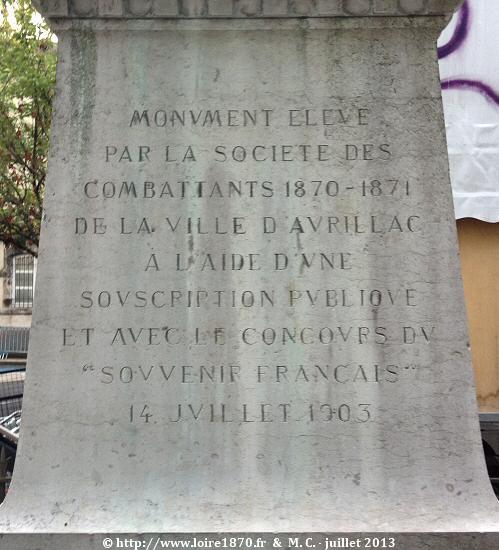 MONVMENT ELEVE
PAR LA SOCIETE DES
COMBATTANTS 1870-1871
DE LA VILLE D'AVRILLAC
A L'AIDE D'VNE
SOVSCRIPTION PVBLIQVE
ET AVEC LE CONCOVRS DV
"SOVVENIR FRANÇAIS"
14 JVILLET 1903
© http://www.loire1870.fr & M. C. - juillet 2013